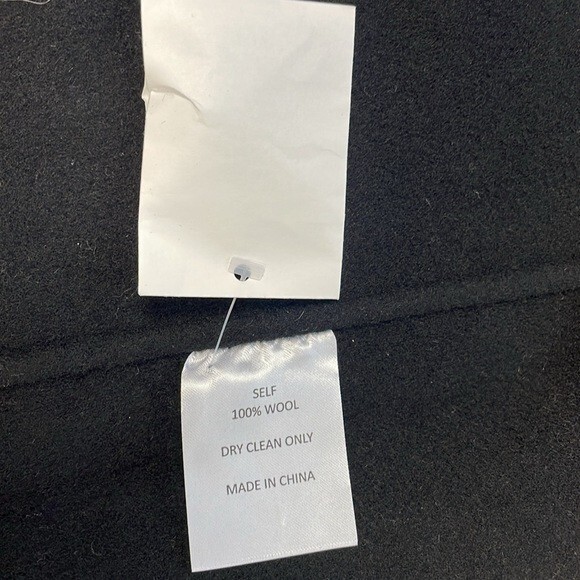 SELF
100% WOOL
DRY CLEAN ONLY
MADE IN CHINA